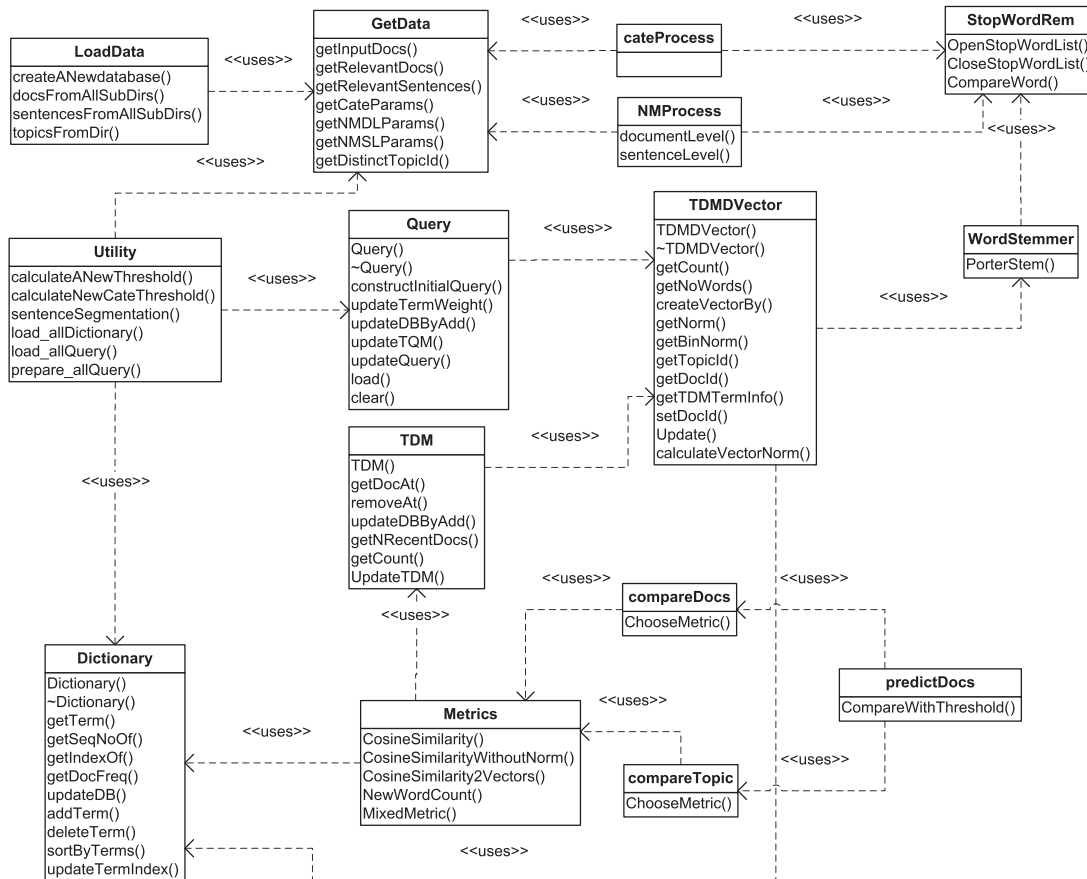 GetData
getInputDocs()
getRelevantDocs()
getRelevantSentences()
getCateParams()
getNMDLParams()
getNMSLParams()
getDistinctTopicId()
<<uses>>
cateProcess
<<uses>>
StopWordRem
OpenStopWordList()
CloseStopWordList()
CompareWord()
LoadData
createANewdatabase()
docsFromAllSubDirs()
sentencesFromAllSubDirs()
topicsFromDir()
<<uses>>
<<uses>>
NMProcess
documentLevel()
sentenceLevel()
<<uses>>
<<uses>>
<<uses>>
Utility
calculateANewThreshold()
calculateNewCateThreshold()
sentenceSegmentation()
load_allDictionary()
load_allQuery()
prepare_allQuery()
<<uses>>
Query
Query()
~Query()
constructInitialQuery()
updateTermWeight()
updateDBByAdd()
updateTQM()
updateQuery()
load()
clear()
<<uses>>
TDMDVector
TDMDVector()
~TDMDVector()
getCount()
getNoWords()
createVectorBy()
getNorm()
getBinNorm()
getTopicId()
getDocId()
getTDMTermInfo()
setDocId()
Update()
calculateVectorNorm()
<<uses>>
WordStemmer
PorterStem()
<<uses>>
TDM
TDM()
getDocAt()
removeAt()
updateDBByAdd()
getNRecentDocs()
getCount()
UpdateTDM()
<<uses>>
<<uses>>
<<uses>>
compareDocs
ChooseMetric()
<<uses>>
predictDocs
CompareWithThreshold()
Dictionary
Dictionary()
~Dictionary()
getTerm()
getSeqNoOf()
getIndexOf()
getDocFreq()
updateDB()
addTerm()
deleteTerm()
sortByTerms()
updateTermIndex()
<<uses>>
Metrics
CosineSimilarity()
CosineSimilarityWithoutNorm()
CosineSimilarity2Vectors()
NewWordCount()
MixedMetric()
<<uses>>
compareTopic
ChooseMetric()
<<uses>>
<<uses>>